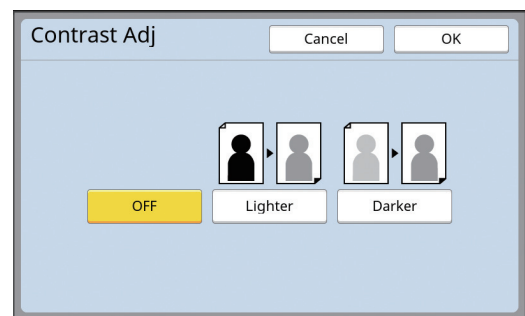 Contrast Adj
Cancel
OK
OFF
Lighter
Darker